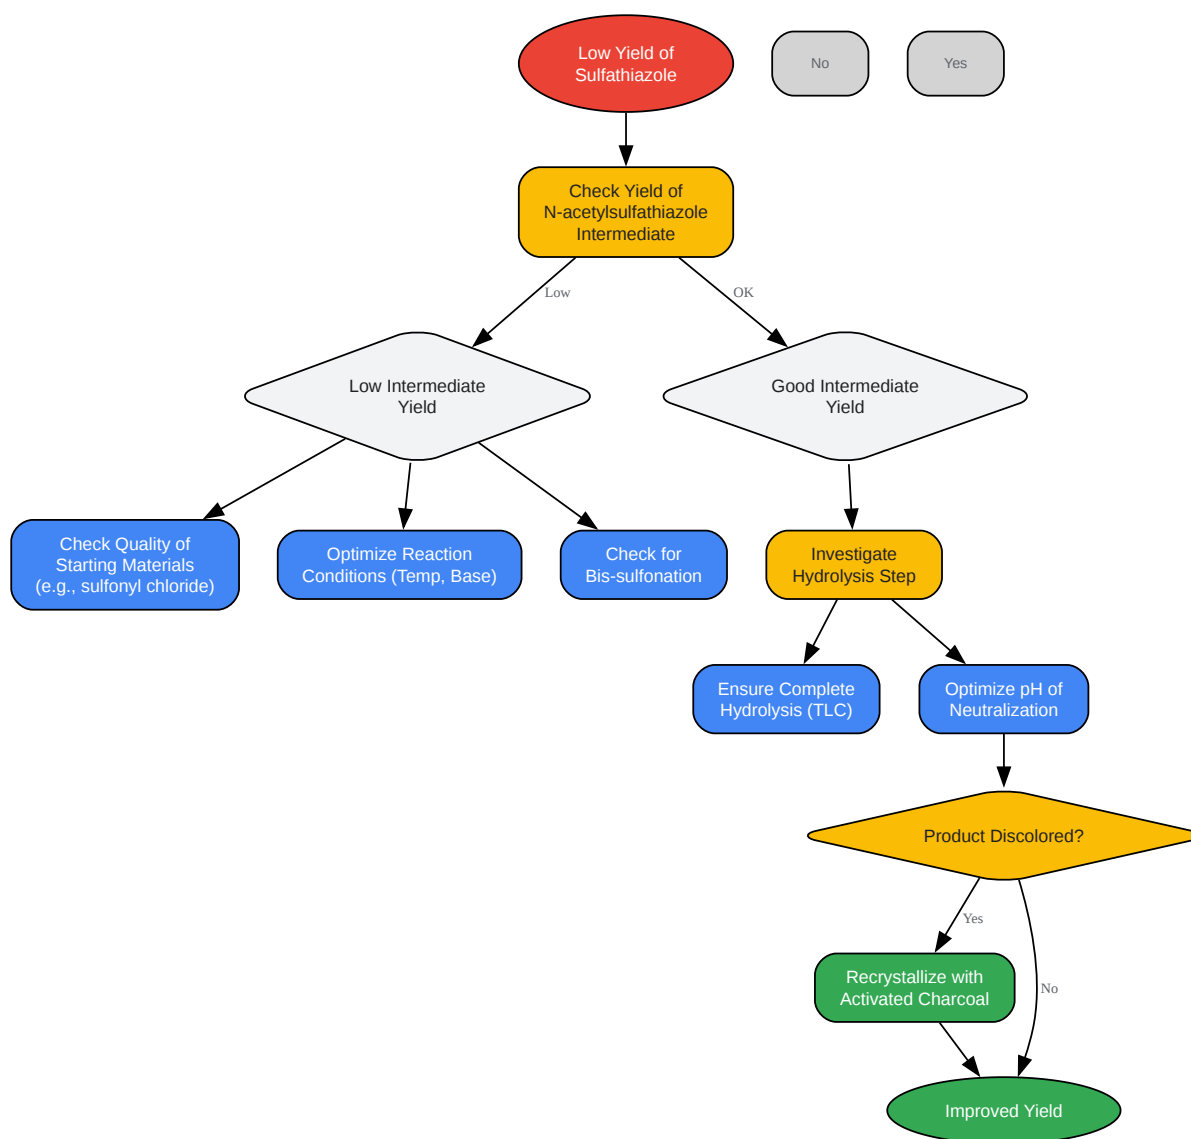 Low Yield of
Sulfathiazole
No
Yes
Check Yield of
N-acetylsulfathiazole
Intermediate
Low
OK
Low Intermediate
Yield
Good Intermediate
Yield
Check Quality of
Starting Materials
(e.g., sulfonyl chloride)
Optimize Reaction
Conditions (Temp, Base)
Check for
Bis-sulfonation
Investigate
Hydrolysis Step
Ensure Complete
Hydrolysis (TLC)
Optimize pH of
Neutralization
Product Discolored?
Yes
Recrystallize with
Activated Charcoal
No
Improved Yield